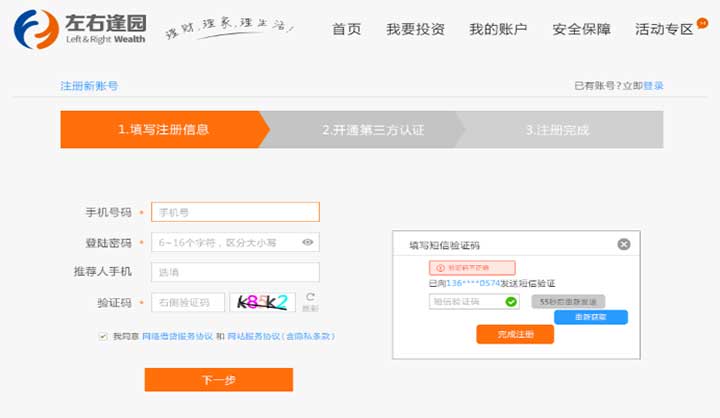 左右逢园
Left & Right Wealth
理财,理家,理生活!
首页 我要投资 我的账户 安全保障 活动专区
注册新账号
已有账号?立即登录
1.填写注册信息
2.开通第三方认证
3.注册完成
手机号码 * 手机号
登陆密码 * 6~16个字符，区分大小写
推荐人手机 选填
验证码 * 右侧验证码 k85k2 刷新
我同意 网络借贷服务协议 和 网站服务协议(含隐私条款)
下一步
填写短信验证码
验证码不正确
已向136****0574发送短信验证
短信验证码
55秒后重新发送
重新获取
完成注册